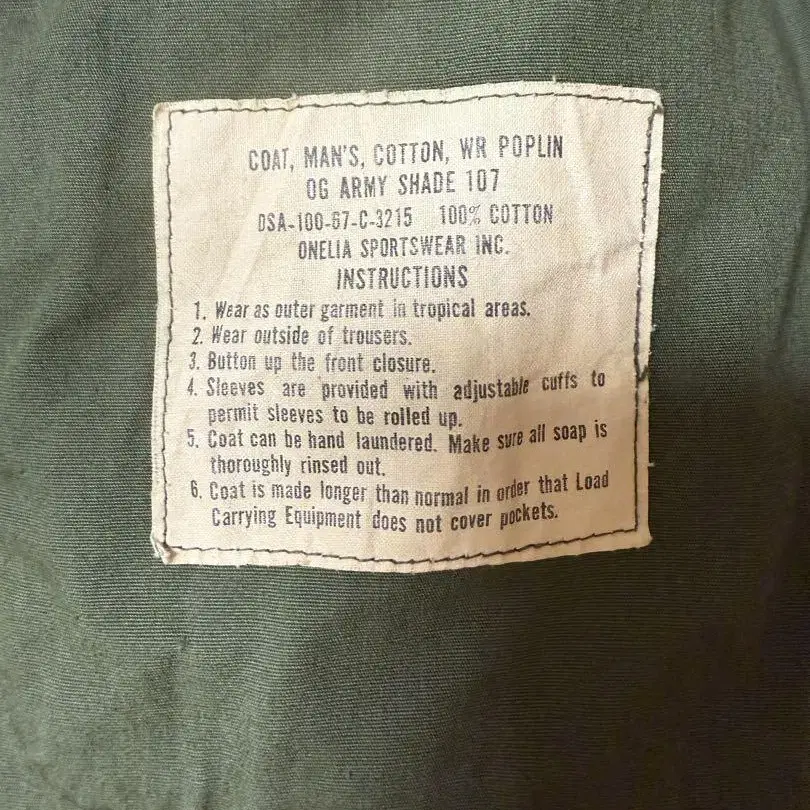 COAT, MAN'S, COTTON, WR POPLIN
OG ARMY SHADE 107
DSA-100-67-C-3215 100% COTTON
ONELIA SPORTSWEAR INC.
INSTRUCTIONS
1. Wear as outer garment in tropical areas.
2. Wear outside of trousers.
3. Button up the front closure.
4. Sleeves are provided with adjustable cuffs to
permit sleeves to be rolled up.
5. Coat can be hand laundered. Make sure all soap is
thoroughly rinsed out.
6. Coat is made longer than normal in order that Load
Carrying Equipment does not cover pockets.